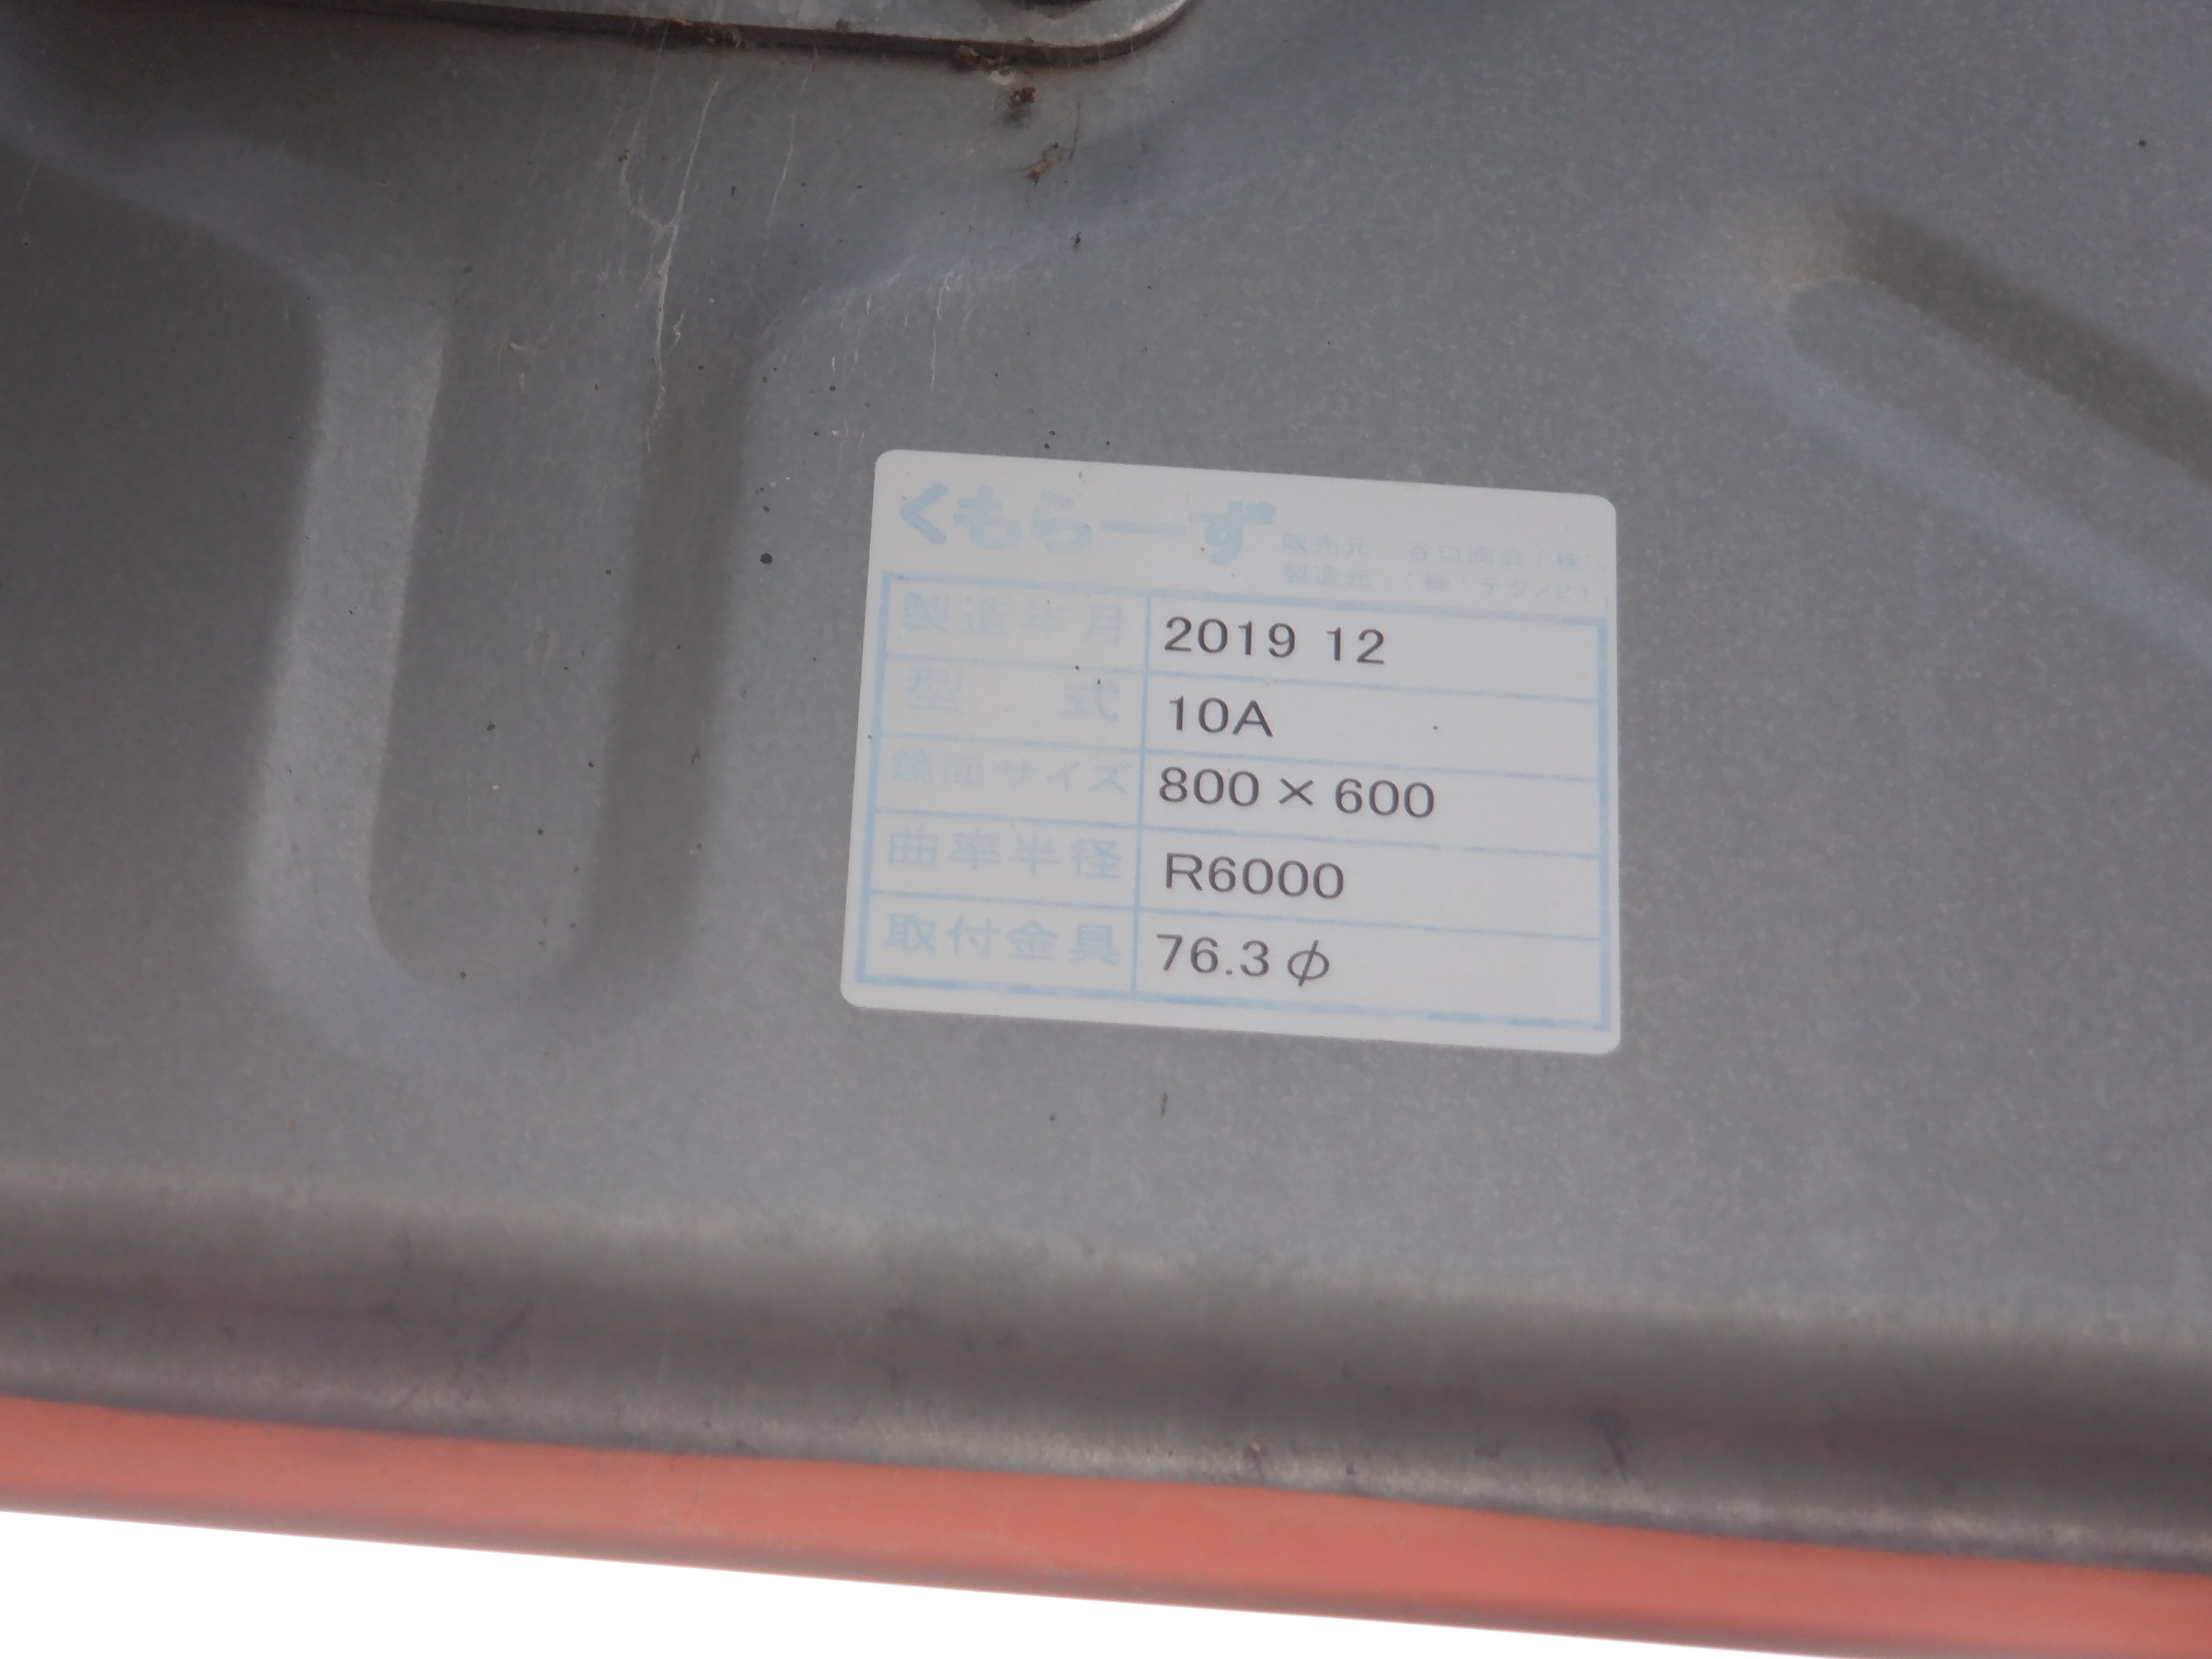 くもらーず
販売元：谷口商会（株）
製造元：（株）テクノ21
製造年月 2019 12
型式 10A
鏡面サイズ 800×600
曲率半径 R6000
取付金具 76.3φ